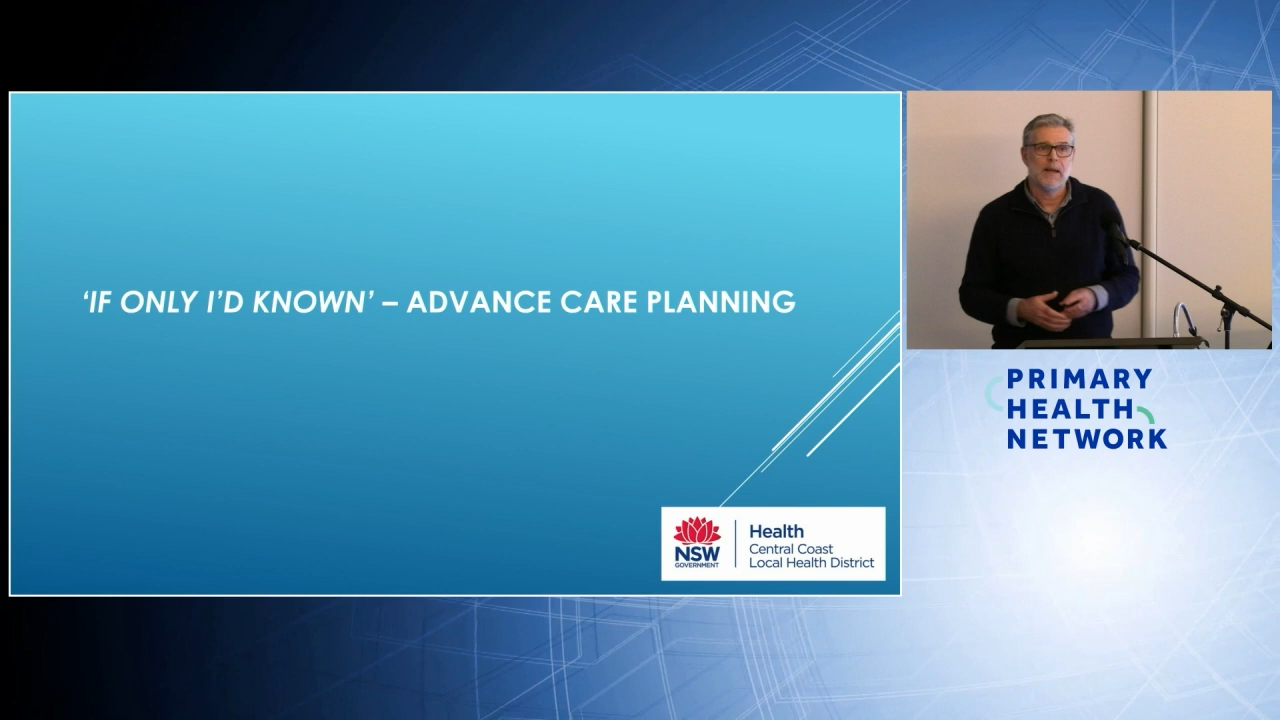 ‘IF ONLY I’D KNOWN’ – ADVANCE CARE PLANNING
NSW
GOVERNMENT
Health
Central Coast
Local Health District
PRIMARY
HEALTH
NETWORK